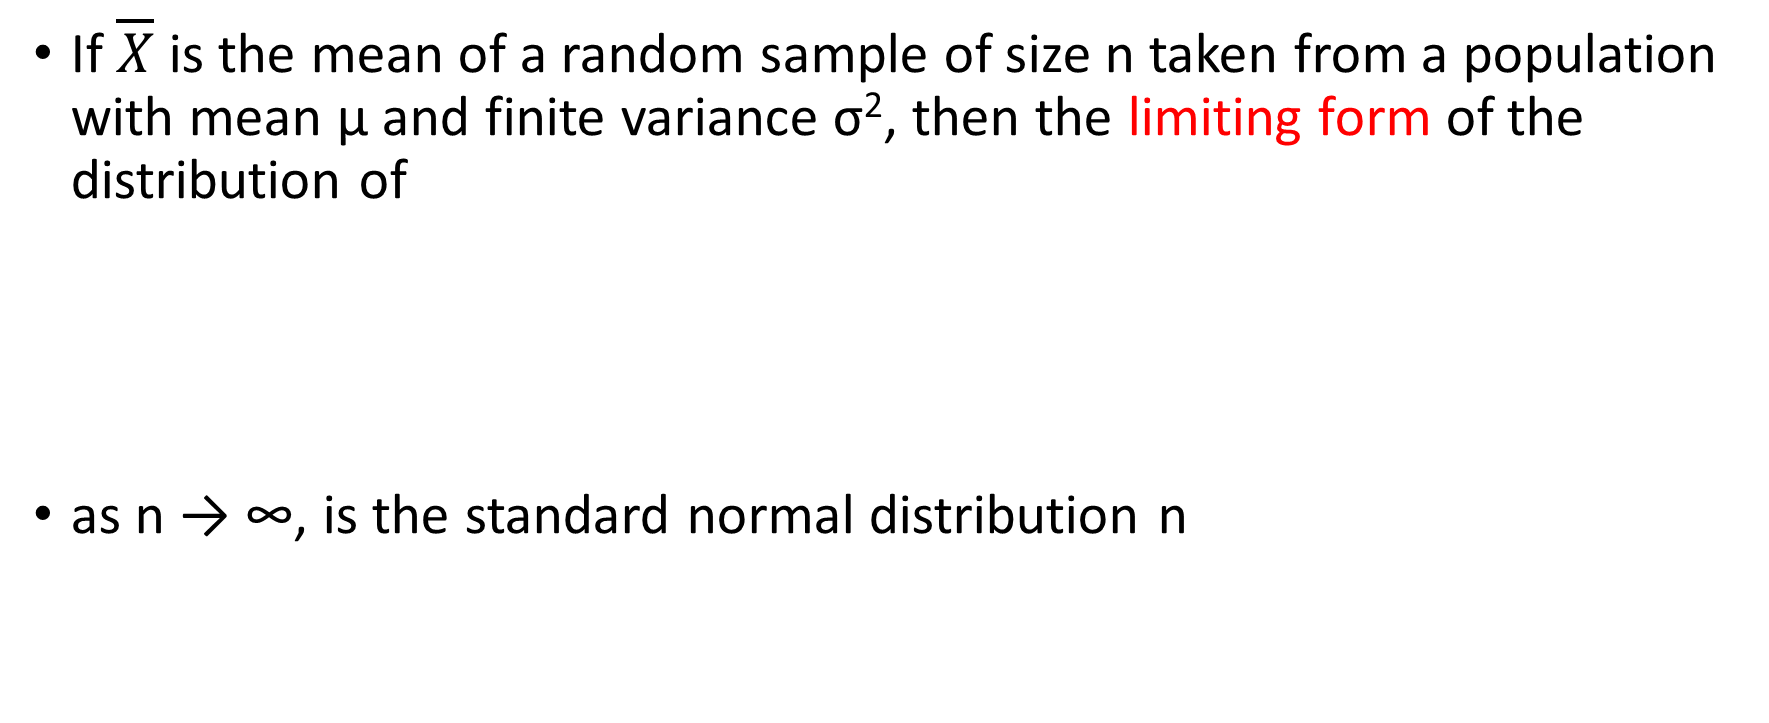 • If X̅ is the mean of a random sample of size n taken from a population
with mean μ and finite variance σ², then the limiting form of the
distribution of
• as n → ∞, is the standard normal distribution n